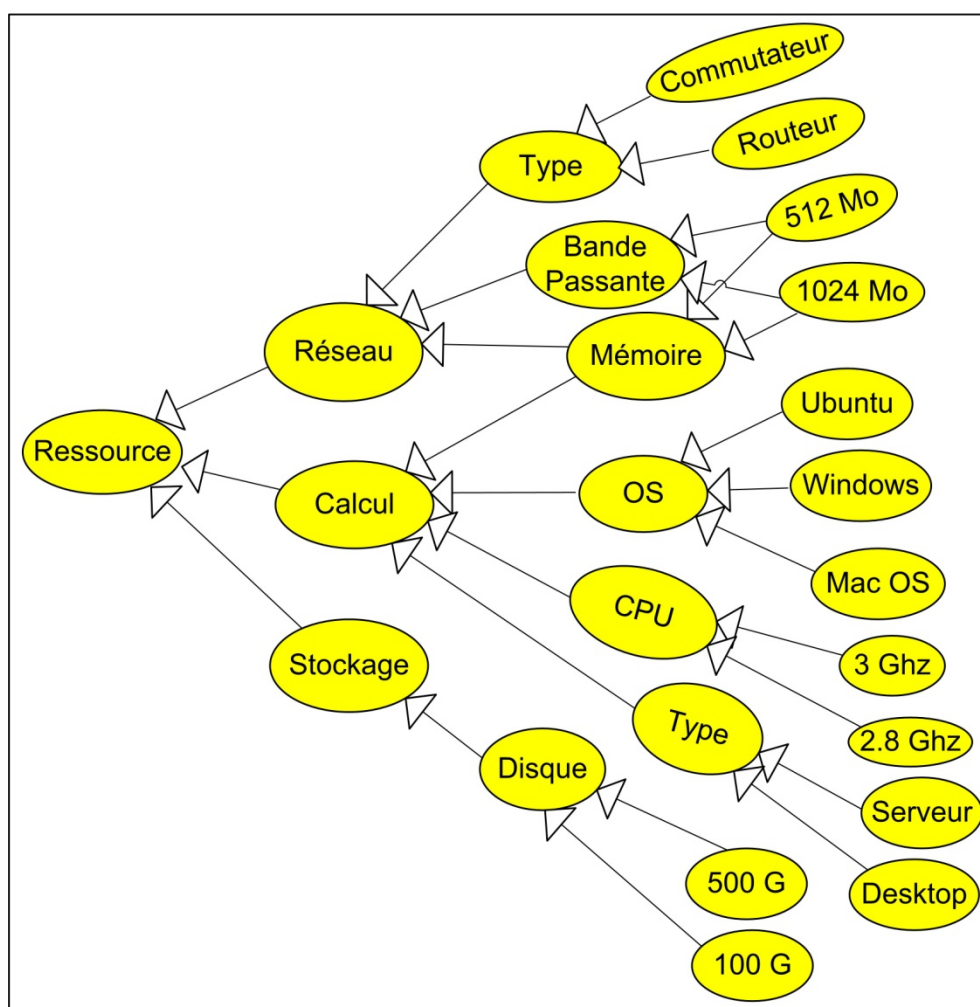 Commutateur
Routeur
Type
512 Mo
Bande
Passante
1024 Mo
Réseau
Mémoire
Ubuntu
Ressource
Windows
OS
Calcul
Mac OS
CPU
3 Ghz
Stockage
Type
2.8 Ghz
Disque
Serveur
500 G
Desktop
100 G